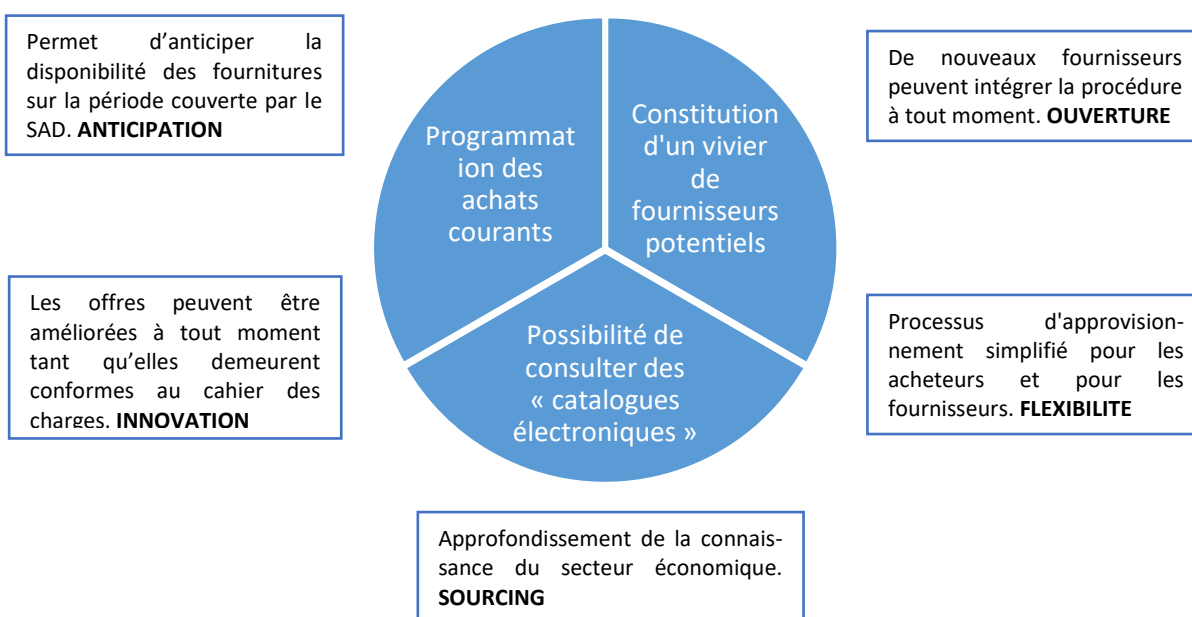 Permet d’anticiper la
disponibilité des fournitures
sur la période couverte par le
SAD. ANTICIPATION
Les offres peuvent être
améliorées à tout moment
tant qu’elles demeurent
conformes au cahier des
charges. INNOVATION
Programmat
ion des
achats
courants
Constitution
d'un vivier
de
fournisseurs
potentiels
Possibilité de
consulter des
« catalogues
électroniques »
De nouveaux fournisseurs
peuvent intégrer la procédure
à tout moment. OUVERTURE
Processus d'approvision-
nement simplifié pour les
acheteurs et pour les
fournisseurs. FLEXIBILITE
Approfondissement de la connais-
sance du secteur économique.
SOURCING